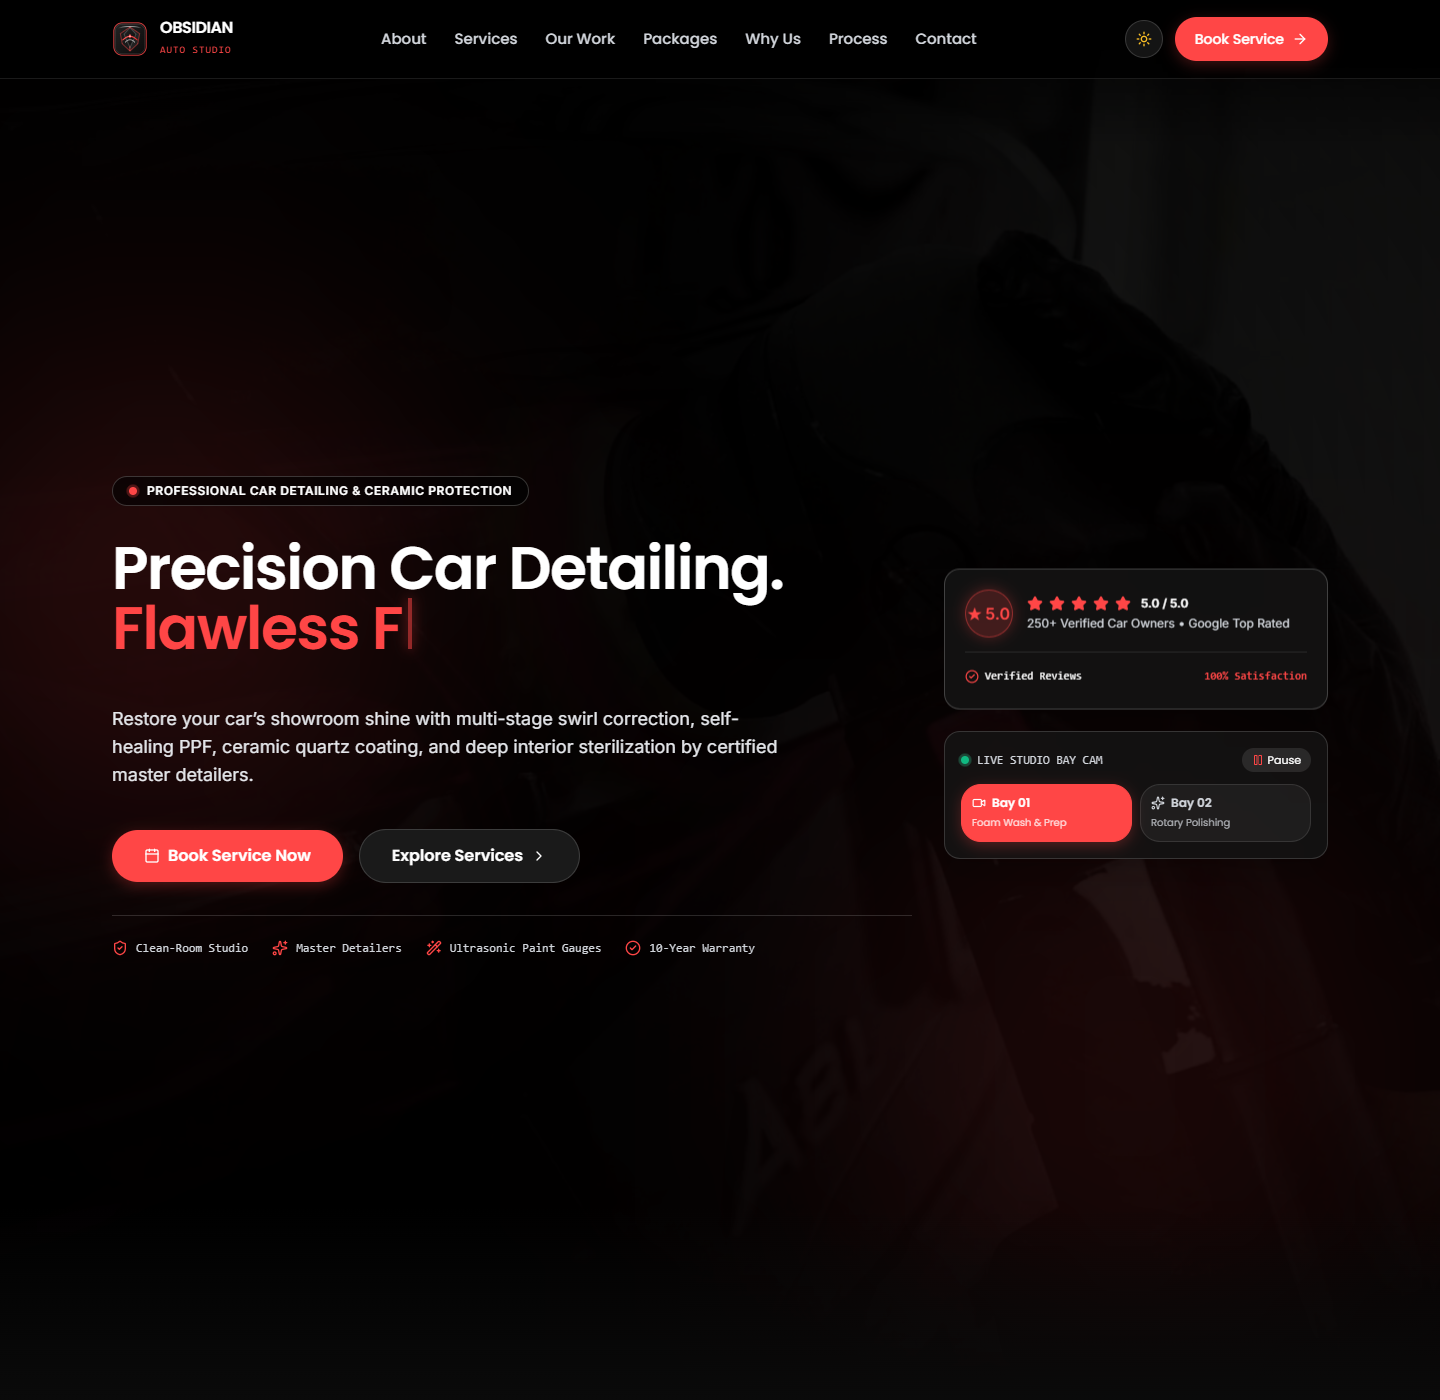 OBSIDIAN
AUTO STUDIO
About Services Our Work Packages Why Us Process Contact
Book Service
PROFESSIONAL CAR DETAILING & CERAMIC PROTECTION
Precision Car Detailing.
Flawless F
Restore your car’s showroom shine with multi-stage swirl correction, self-
healing PPF, ceramic quartz coating, and deep interior sterilization by certified
master detailers.
Book Service Now
Explore Services
Clean-Room Studio Master Detailers Ultrasonic Paint Gauges 10-Year Warranty
★ 5.0
5.0 / 5.0
250+ Verified Car Owners • Google Top Rated
Verified Reviews
100% Satisfaction
LIVE STUDIO BAY CAM
Pause
Bay 01
Foam Wash & Prep
Bay 02
Rotary Polishing